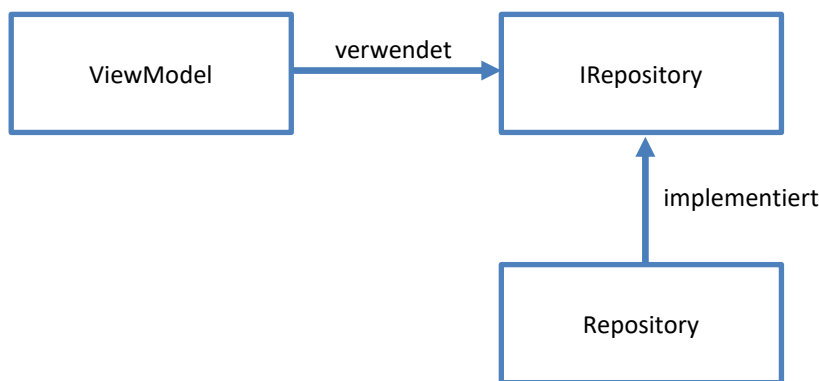 verwendet
ViewModel
IRepository
implementiert
Repository